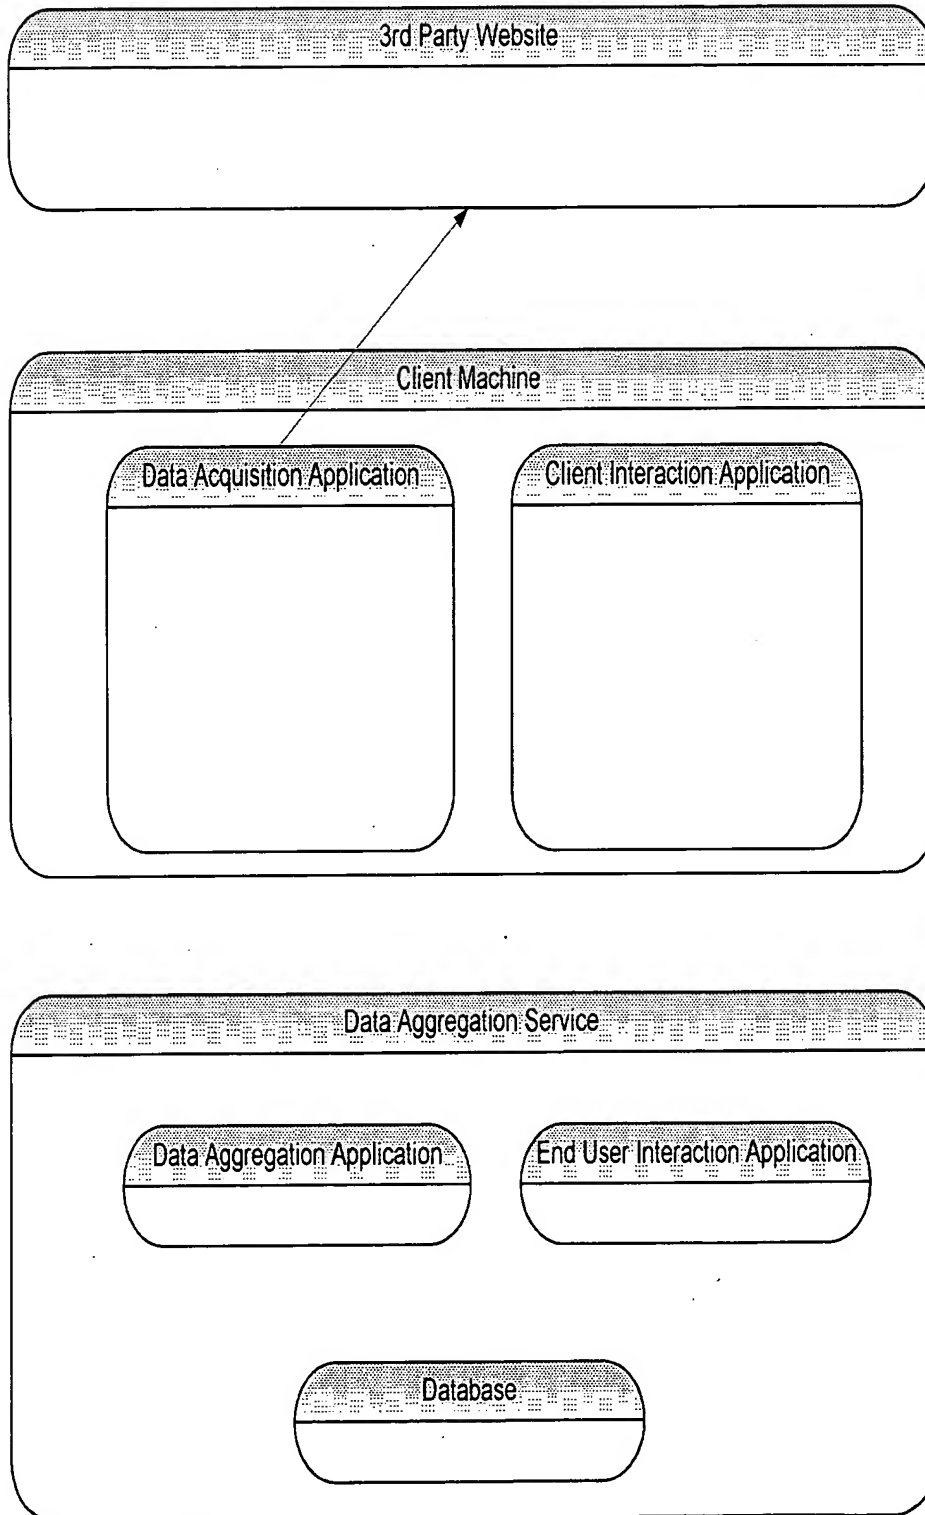 3rd Party Website
Client Machine
Data Acquisition Application
Client Interaction Application
Data Aggregation Service
Data Aggregation Application
End User Interaction Application
Database